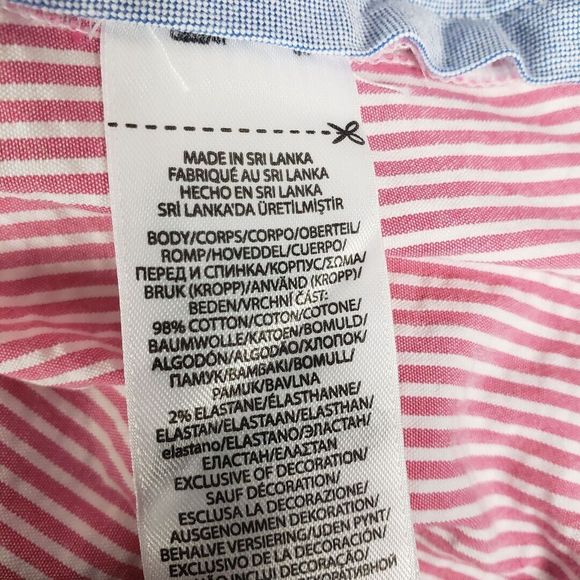 MADE IN SRI LANKA
FABRIQUÉ AU SRI LANKA
HECHO EN SRI LANKA
SRİ LANKA'DA ÜRETİLMİŞTİR
BODY/CORPS/CORPO/OBERTEIL/
ROMP/HOVEDDEL/CUERPO/
ПЕРЕД И СПИНКА/КОРПУС/ΣΩΜΑ/
BRUK (KROPP)/ANVÄND (KROPP)/
BEDEN/VRCHNÍ ČÁST:
98% COTTON/COTON/COTONE/
BAUMWOLLE/KATOEN/BOMULD/
ALGODÓN/ALGODÃO/ХЛОПОК/
ПАМУК/ΒΑΜΒΑΚΙ/BOMULL/
PAMUK/BAVLNA
2% ELASTANE/ÉLASTHANNE/
ELASTAN/ELASTAAN/ELASTHAN/
elastano/ELASTANO/ЭЛАСТАН/
ЕЛАСТАН/ΕΛΑΣΤΑΝ
EXCLUSIVE OF DECORATION/
SAUF DÉCORATION/
ESCLUSA LA DECORAZIONE/
AUSGENOMMEN DEKORATION/
BEHALVE VERSIERING/UDEN PYNT/
EXCLUSIVO DE LA DECORACIÓN/
NÃO INCLUI DECORAÇÃO/
ДЕКОРАТИВНОЙ